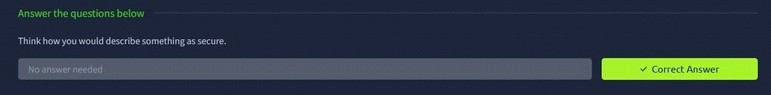 Answer the questions below
Think how you would describe something as secure.
No answer needed
✓ Correct Answer